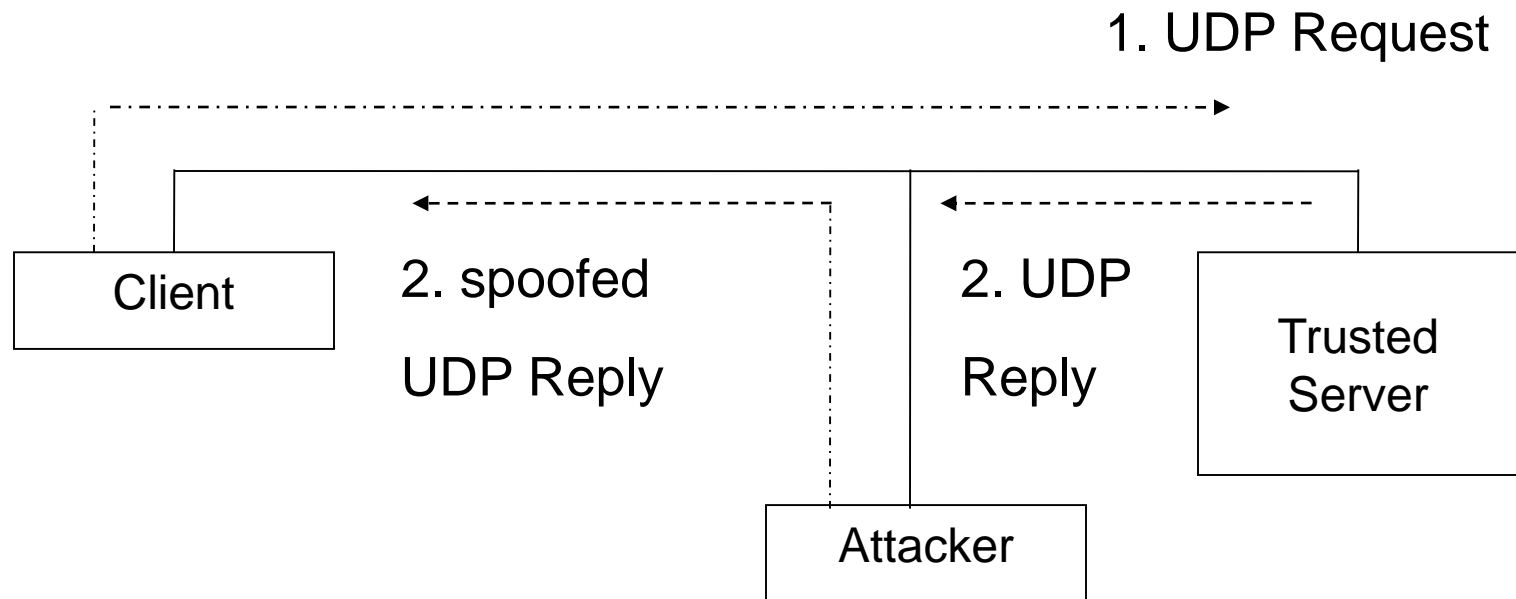 1. UDP Request
Client
2. spoofed
UDP Reply
2. UDP
Reply
Trusted
Server
Attacker